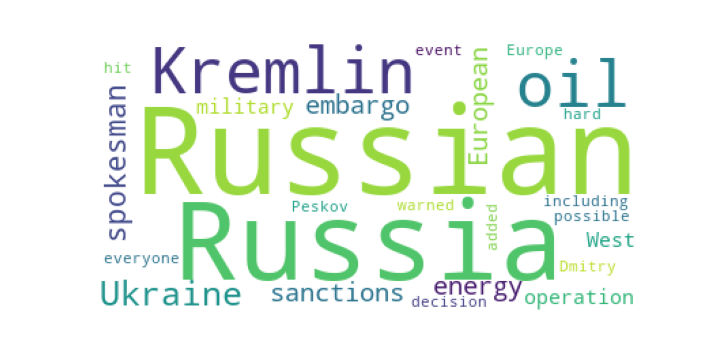 event
Europe
Kremlin
European
oil
hit
military
embargo
hard
spokesman
Russian
Peskov
warned
including
possible
Russia
added
West
everyone
Dmitry
Ukraine
sanctions
energy
decision
operation